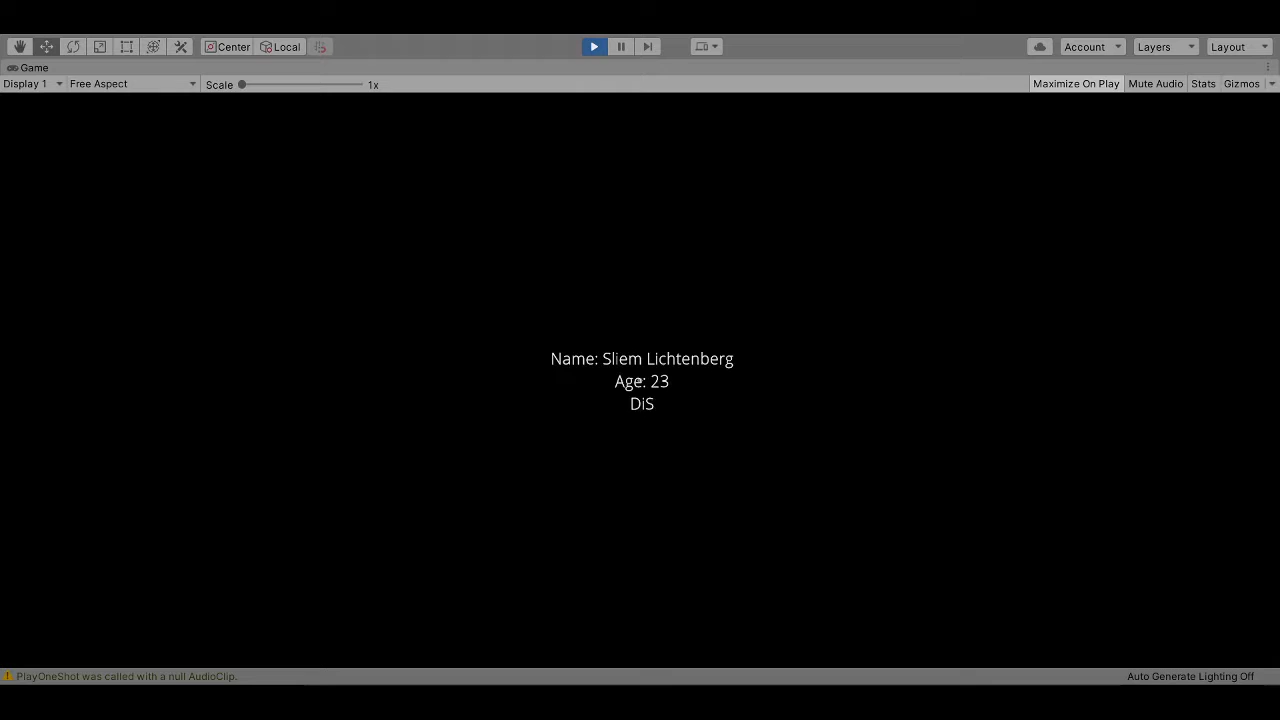 Center Local Account Layers Layout
Game
Display 1 Free Aspect Scale 1x Maximize On Play Mute Audio Stats Gizmos
Name: Sliem Lichtenberg
Age: 23
DiS
PlayOneShot was called with a null AudioClip. Auto Generate Lighting Off